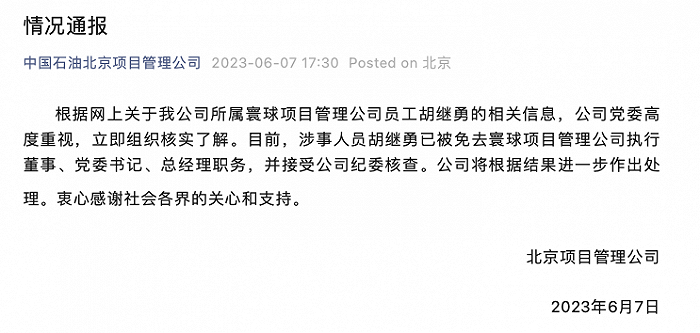 情况通报
中国石油北京项目管理公司 2023-06-07 17:30 Posted on 北京
根据网上关于我公司所属寰球项目管理公司员工胡继勇的相关信息，公司党委高
度重视，立即组织核实了解。目前，涉事人员胡继勇已被免去寰球项目管理公司执行
董事、党委书记、总经理职务，并接受公司纪委核查。公司将根据结果进一步作出处
理。衷心感谢社会各界的关心和支持。
北京项目管理公司
2023年6月7日